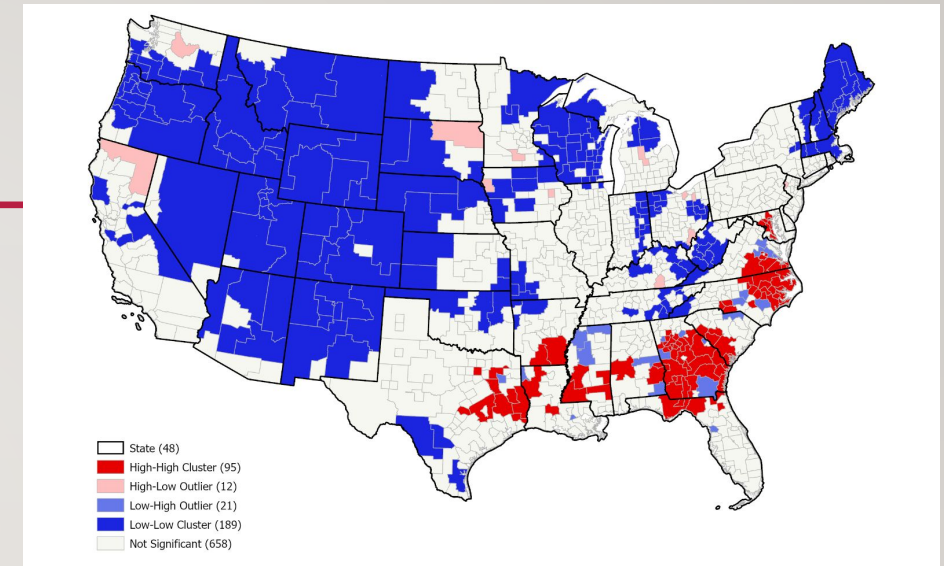 State (48)
High-High Cluster (95)
High-Low Outlier (12)
Low-High Outlier (21)
Low-Low Cluster (189)
Not Significant (658)